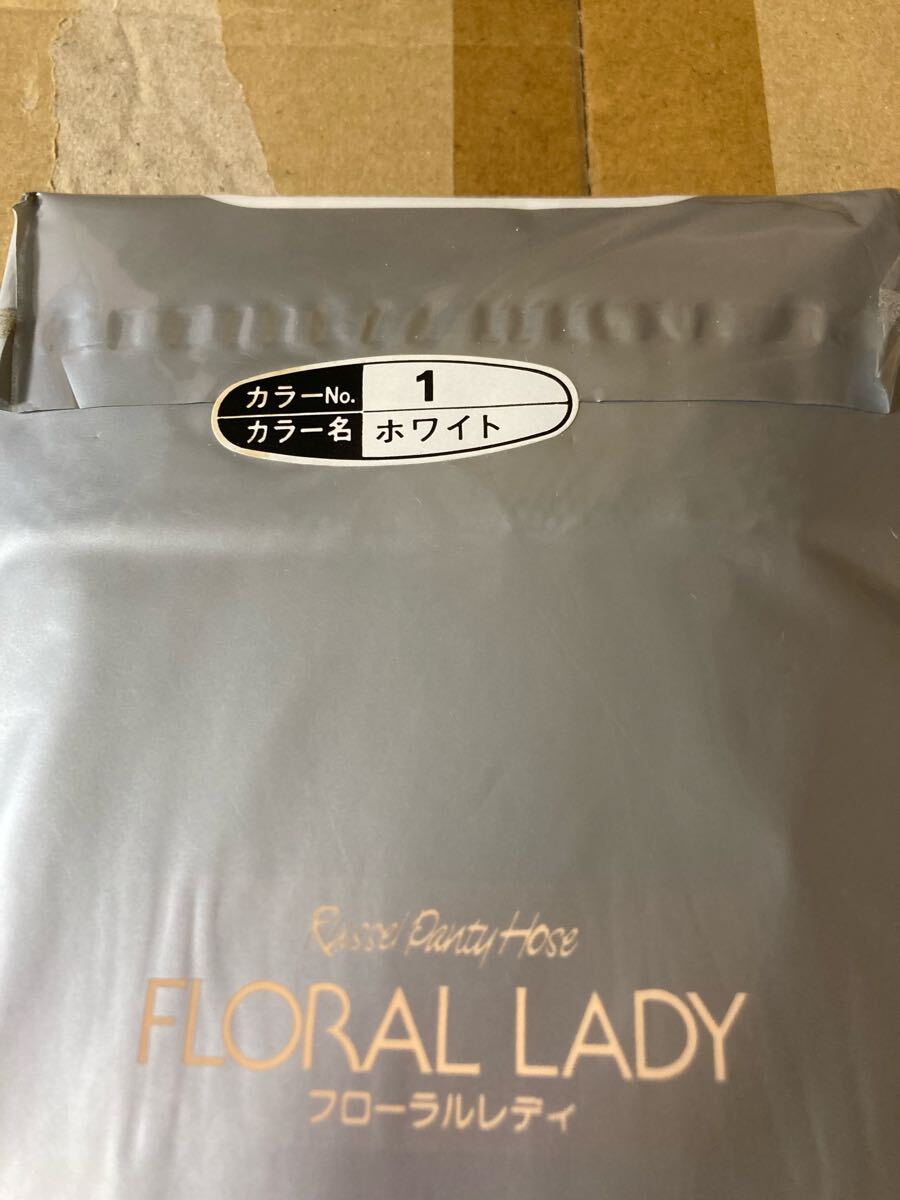 カラーNo. 1
カラー名 ホワイト
Russel Panty Hose
FLORAL LADY
フローラルレディ